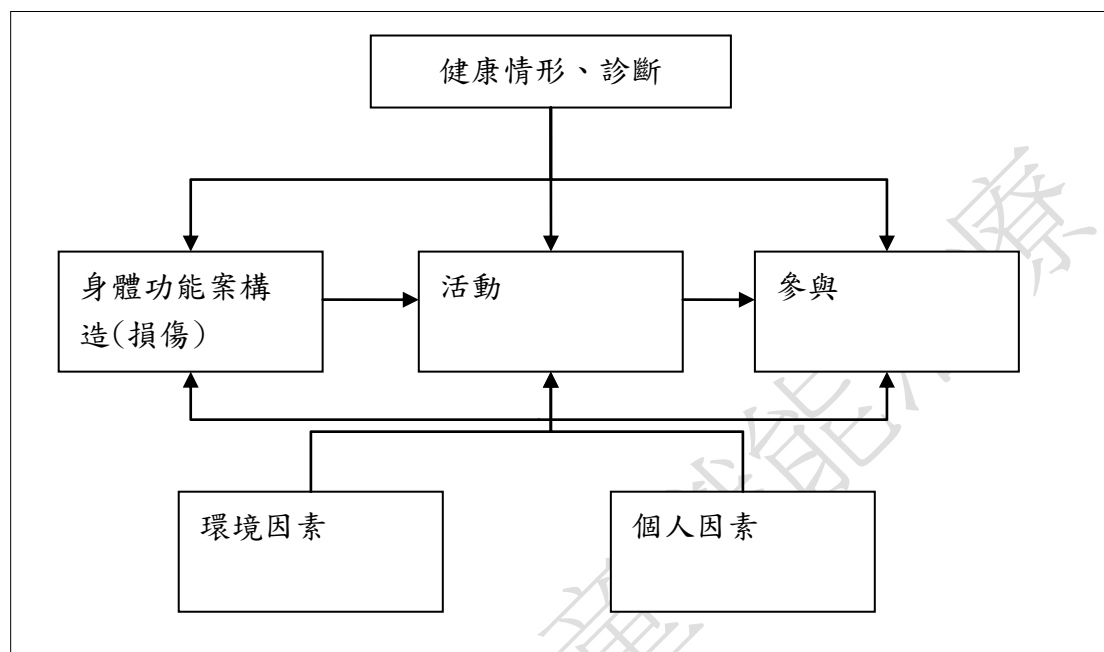 健康情形、診斷
身體功能案構
造(損傷)
活動
參與
環境因素
個人因素